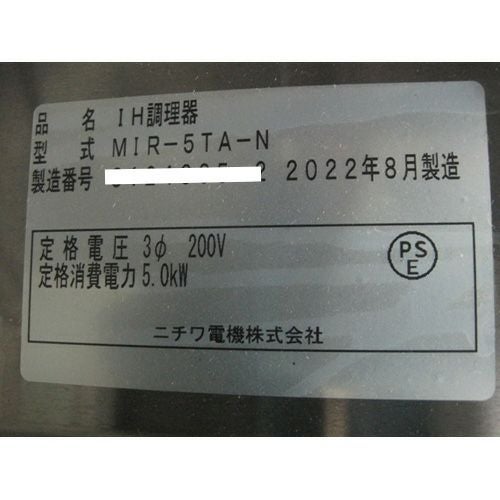 品名 IH調理器
型式 MIR-5TA-N
製造番号 2022年8月製造
定格電圧 3φ 200V
定格消費電力 5.0kW
PS
E
ニチワ電機株式会社